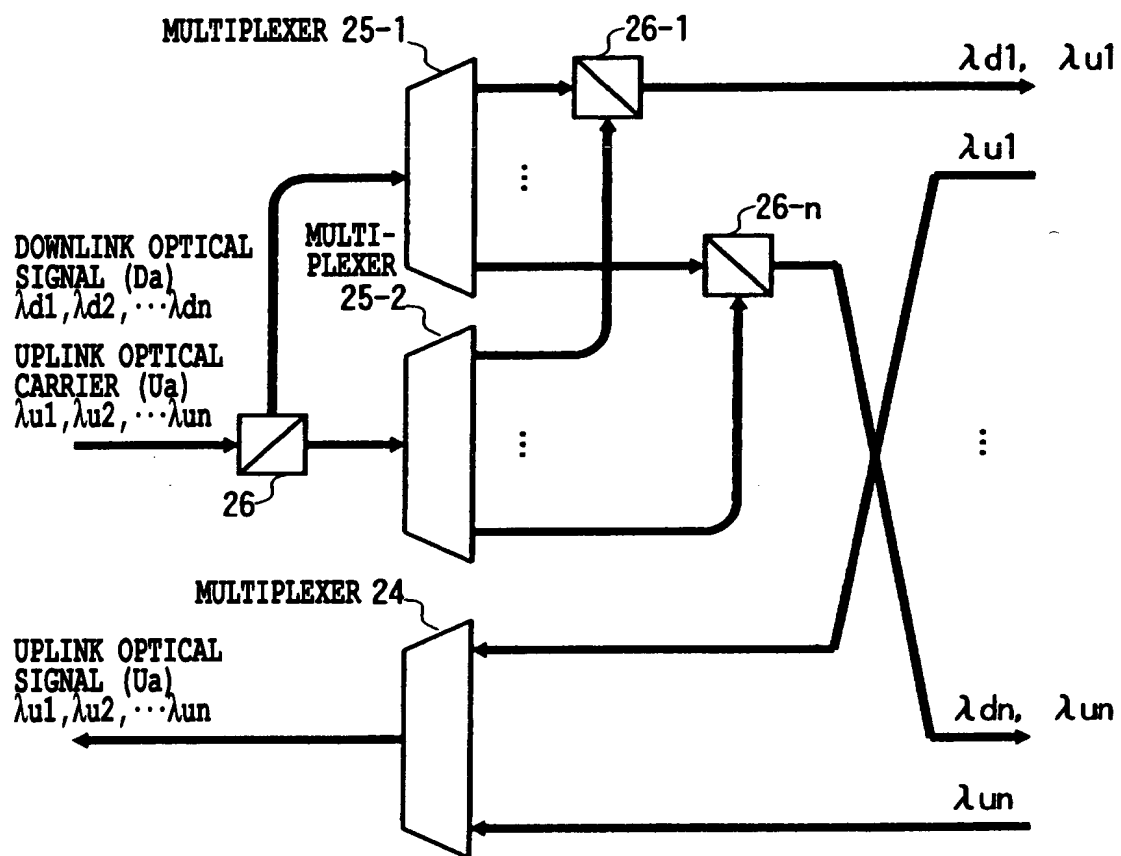 MULTIPLEXER 25-1
26-1
λd1, λu1
λu1
⋮
26-n
MULTI-
PLEXER
25-2
DOWNLINK OPTICAL
SIGNAL (Da)
λd1,λd2,⋯λdn
UPLINK OPTICAL
CARRIER (Ua)
λu1,λu2,⋯λun
⋮
⋮
26
MULTIPLEXER 24
UPLINK OPTICAL
SIGNAL (Ua)
λu1,λu2,⋯λun
λdn, λun
λun